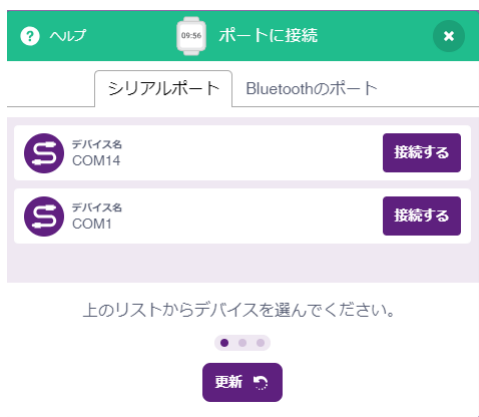 ヘルプ
09:56
ポートに接続
シリアルポート
Bluetoothのポート
デバイス名
COM14
接続する
デバイス名
COM1
接続する
上のリストからデバイスを選んでください。
更新